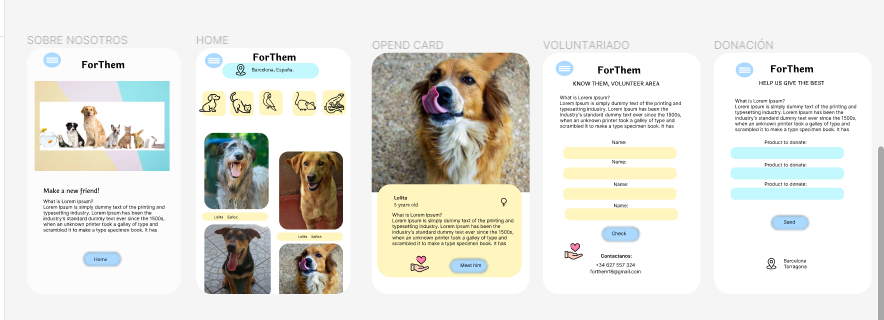 SOBRE NOSOTROS
ForThem
Make a new friend!
What is Lorem Ipsum?
Lorem Ipsum is simply dummy text of the printing and
typesetting industry. Lorem Ipsum has been the
industry's standard dummy text ever since the 1500s,
when an unknown printer took a galley of type and
scrambled it to make a type specimen book. It has
Home
HOME
ForThem
Barcelona, España.
Lolita 5años
Lolita 5años
OPEND CARD
Lolita
5 years old
What is Lorem Ipsum?
Lorem Ipsum is simply dummy text of the printing and
typesetting industry. Lorem Ipsum has been the
industry's standard dummy text ever since the 1500s,
when an unknown printer took a galley of type and
scrambled it to make a type specimen book. It has
Meet him
VOLUNTARIADO
ForThem
KNOW THEM, VOLUNTEER AREA
What is Lorem Ipsum?
Lorem Ipsum is simply dummy text of the printing and
typesetting industry. Lorem Ipsum has been the
industry's standard dummy text ever since the 1500s,
when an unknown printer took a galley of type and
scrambled it to make a type specimen book. It has
Name:
Name:
Name:
Name:
Check
Contactanos:
+34 627 557 324
forthem18@gmail.com
DONACIÓN
ForThem
HELP US GIVE THE BEST
What is Lorem Ipsum?
Lorem Ipsum is simply dummy text of the printing and
typesetting industry. Lorem Ipsum has been the
industry's standard dummy text ever since the 1500s,
when an unknown printer took a galley of type and
scrambled it to make a type specimen book. It has
Product to donate:
Product to donate:
Product to donate:
Send
Barcelona
Tarragona